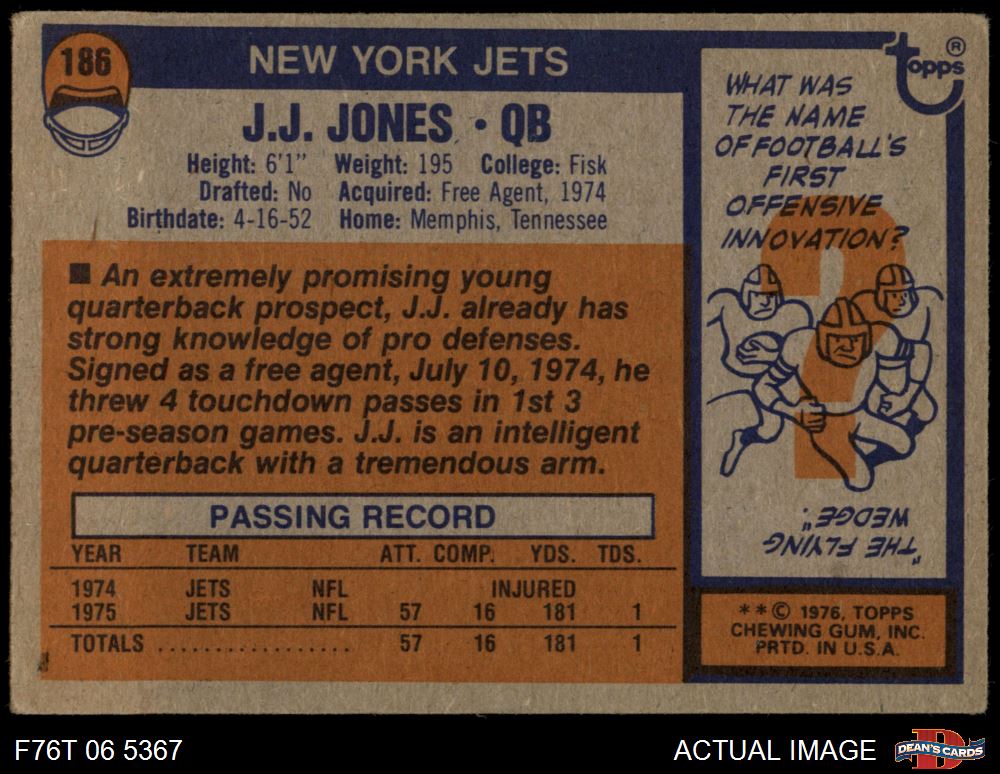 186
NEW YORK JETS
J.J. JONES • QB
Height: 6'1" Weight: 195 College: Fisk
Drafted: No Acquired: Free Agent, 1974
Birthdate: 4-16-52 Home: Memphis, Tennessee
■ An extremely promising young
quarterback prospect, J.J. already has
strong knowledge of pro defenses.
Signed as a free agent, July 10, 1974, he
threw 4 touchdown passes in 1st 3
pre-season games. J.J. is an intelligent
quarterback with a tremendous arm.
PASSING RECORD
YEAR TEAM ATT. COMP. YDS. TDS.
1974 JETS NFL INJURED
1975 JETS NFL 57 16 181 1
TOTALS .................. 57 16 181 1
Topps ®
WHAT WAS
THE NAME
OF FOOTBALL'S
FIRST
OFFENSIVE
INNOVATION?
?
"THE FLYING
WEDGE".
** © 1976, TOPPS
CHEWING GUM, INC.
PRTD. IN U.S.A.
F76T 06 5367
ACTUAL IMAGE
D
DEAN'S CARDS